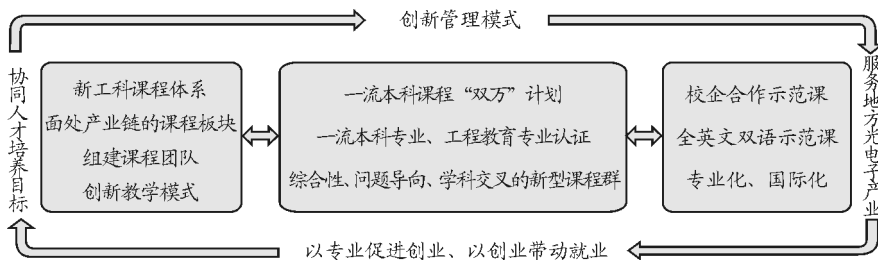 创新管理模式
协同人才培养目标
新工科课程体系
面处产业链的课程板块
组建课程团队
创新教学模式
一流本科课程“双万”计划
一流本科专业、工程教育专业认证
综合性、问题导向、学科交叉的新型课程群
校企合作示范课
全英文双语示范课
专业化、国际化
服务地方光电子产业
以专业促进创业、以创业带动就业